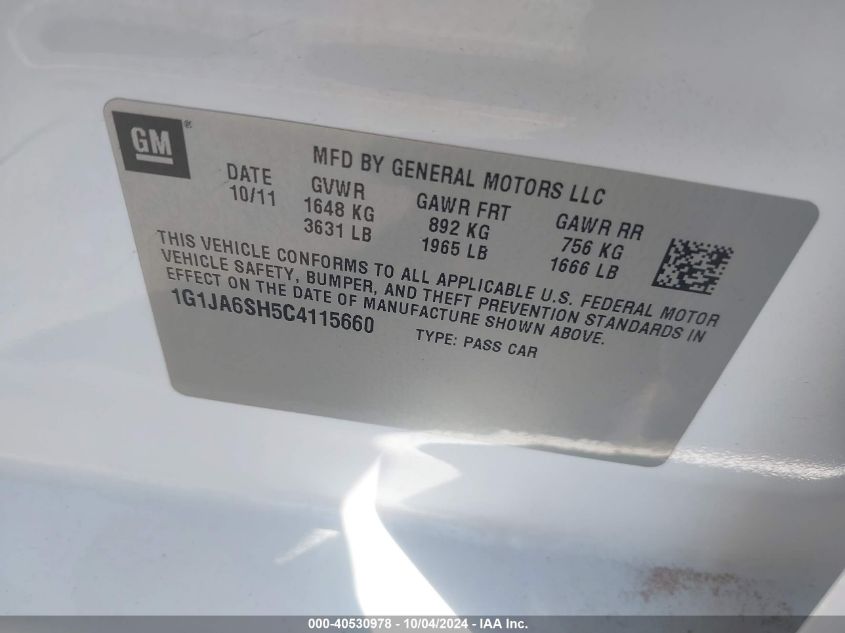 GM®
MFD BY GENERAL MOTORS LLC
DATE GVWR GAWR FRT GAWR RR
10/11 1648 KG 892 KG 756 KG
3631 LB 1965 LB 1666 LB
THIS VEHICLE CONFORMS TO ALL APPLICABLE U.S. FEDERAL MOTOR
VEHICLE SAFETY, BUMPER, AND THEFT PREVENTION STANDARDS IN
EFFECT ON THE DATE OF MANUFACTURE SHOWN ABOVE.
1G1JA6SH5C4115660 TYPE: PASS CAR
000-40530978 - 10/04/2024 - IAA Inc.